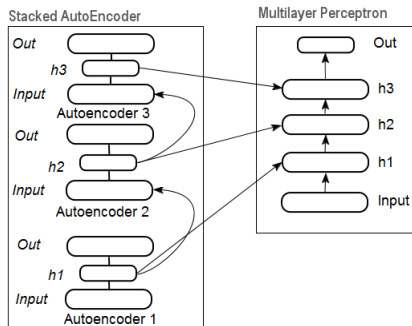 Stacked AutoEncoder
Out
h3
Input
Autoencoder 3
Out
h2
Input
Autoencoder 2
Out
h1
Input
Autoencoder 1
Multilayer Perceptron
Out
h3
h2
h1
Input